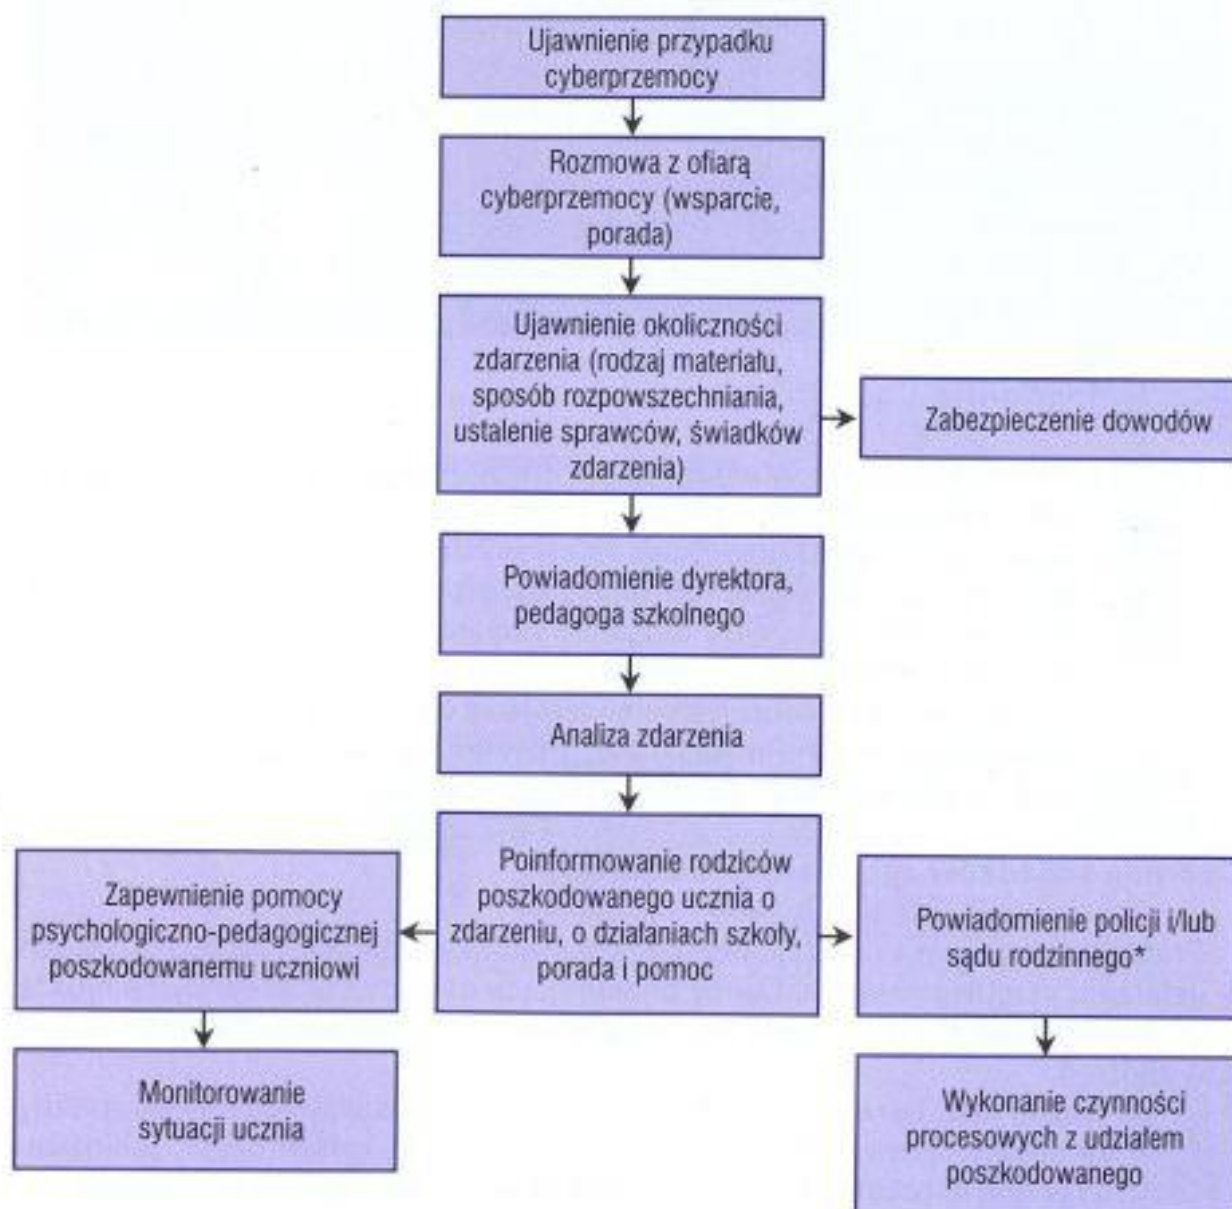 Ujawnienie przypadku
cyberprzemocy
Rozmowa z ofiarą
cyberprzemocy (wsparcie,
porada)
Ujawnienie okoliczności
zdarzenia (rodzaj materiału,
sposób rozpowszechniania,
ustalenie sprawców, świadków
zdarzenia)
Zabezpieczenie dowodów
Powiadomienie dyrektora,
pedagoga szkolnego
Analiza zdarzenia
Poinformowanie rodziców
poszkodowanego ucznia o
zdarzeniu, o działaniach szkoły,
porada i pomoc
Zapewnienie pomocy
psychologiczno-pedagogicznej
poszkodowanemu uczniowi
Monitorowanie
sytuacji ucznia
Powiadomienie policji i/lub
sądu rodzinnego*
Wykonanie czynności
procesowych z udziałem
poszkodowanego